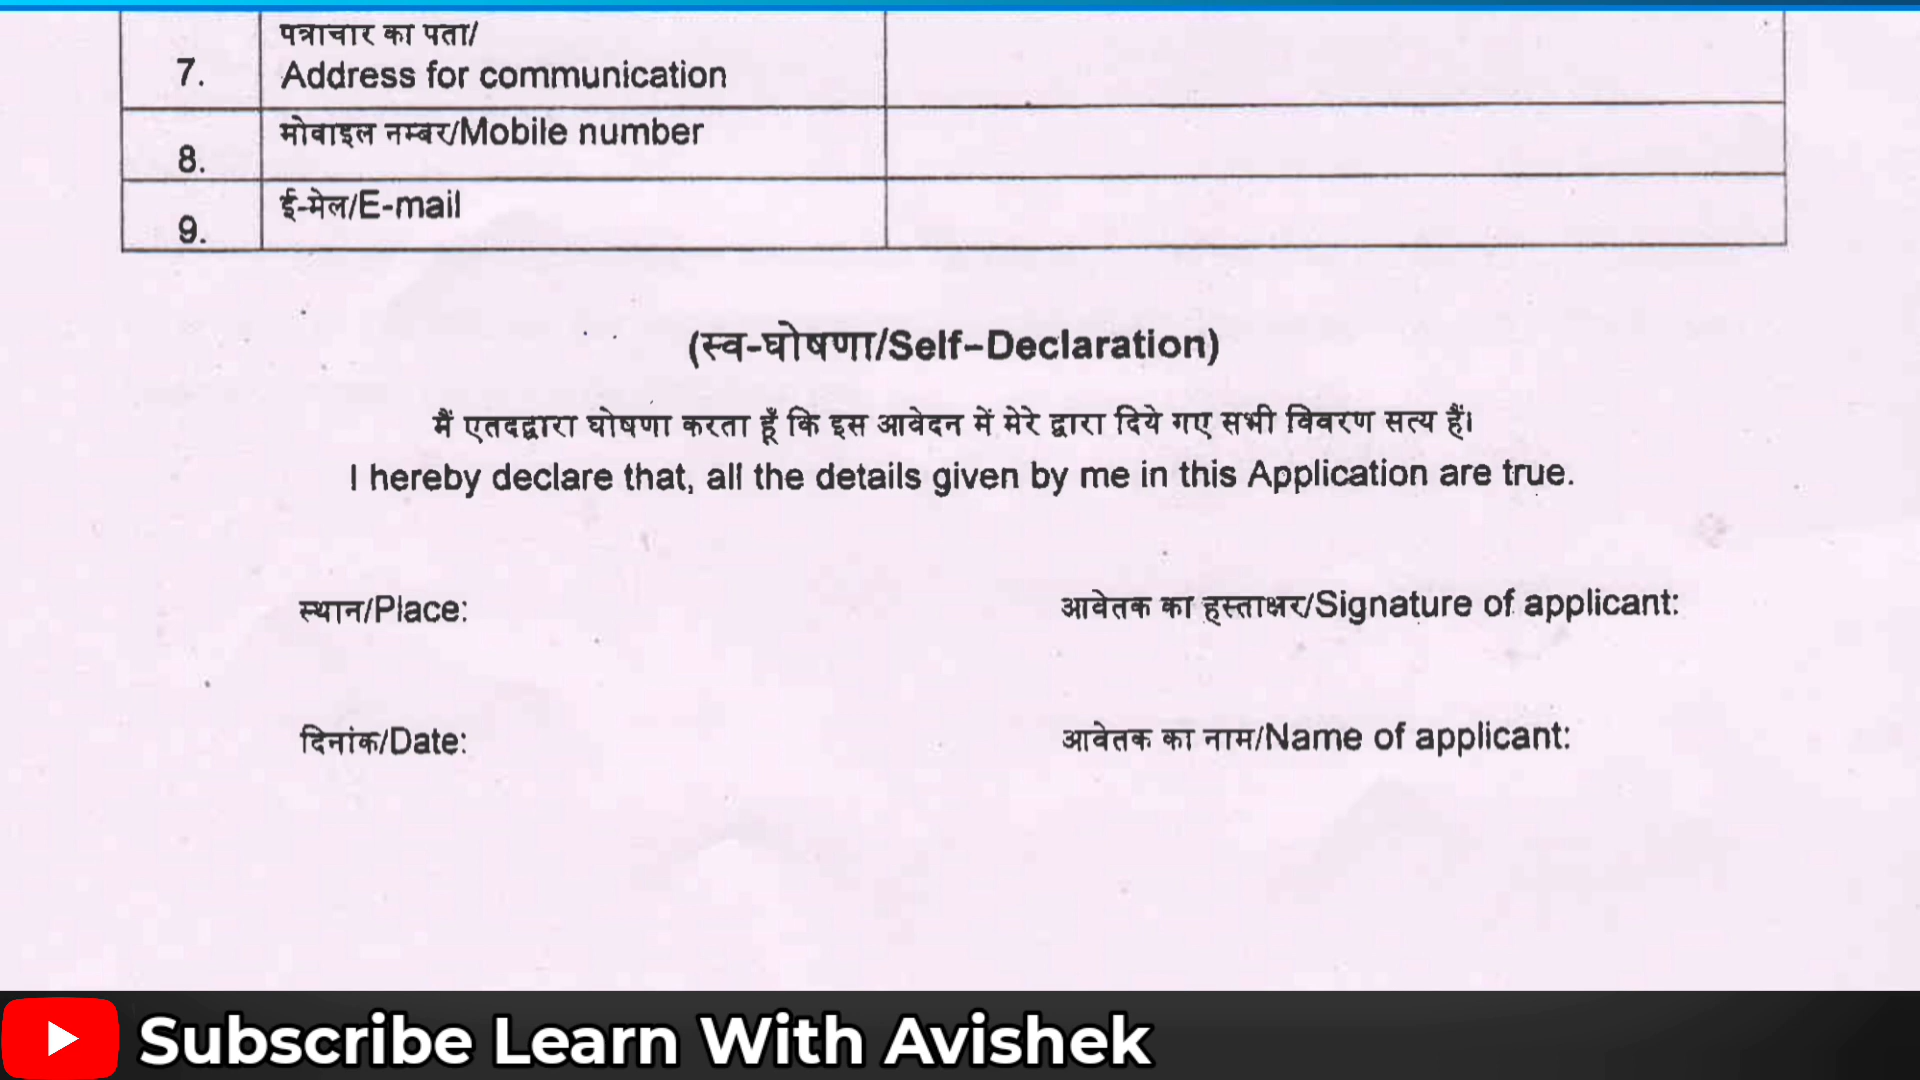 पत्राचार का पता/
7. Address for communication
मोवाइल नम्बर/Mobile number
8.
ई-मेल/E-mail
9.
(स्व-घोषणा/Self-Declaration)
मैं एतदद्वारा घोषणा करता हूँ कि इस आवेदन में मेरे द्वारा दिये गए सभी विवरण सत्य हैं।
I hereby declare that, all the details given by me in this Application are true.
स्थान/Place: आवेतक का हस्ताक्षर/Signature of applicant:
दिनांक/Date: आवेतक का नाम/Name of applicant:
Subscribe Learn With Avishek